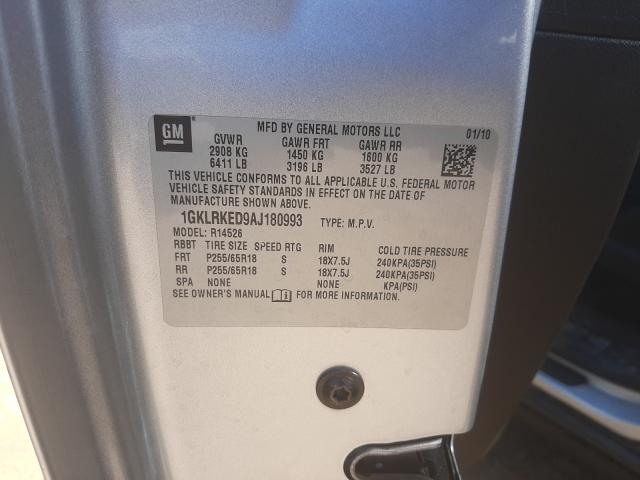 GM
MFD BY GENERAL MOTORS LLC 01/10
GVWR GAWR FRT GAWR RR
2908 KG 1450 KG 1600 KG
6411 LB 3196 LB 3527 LB
THIS VEHICLE CONFORMS TO ALL APPLICABLE U.S. FEDERAL MOTOR
VEHICLE SAFETY STANDARDS IN EFFECT ON THE DATE OF
MANUFACTURE SHOWN ABOVE.
1GKLRKED9AJ180993 TYPE: M.P.V.
MODEL: R14526
RBBT TIRE SIZE SPEED RTG RIM COLD TIRE PRESSURE
FRT P255/65R18 S 18X7.5J 240KPA(35PSI)
RR P255/65R18 S 18X7.5J 240KPA(35PSI)
SPA NONE NONE KPA(PSI)
SEE OWNER'S MANUAL FOR MORE INFORMATION.